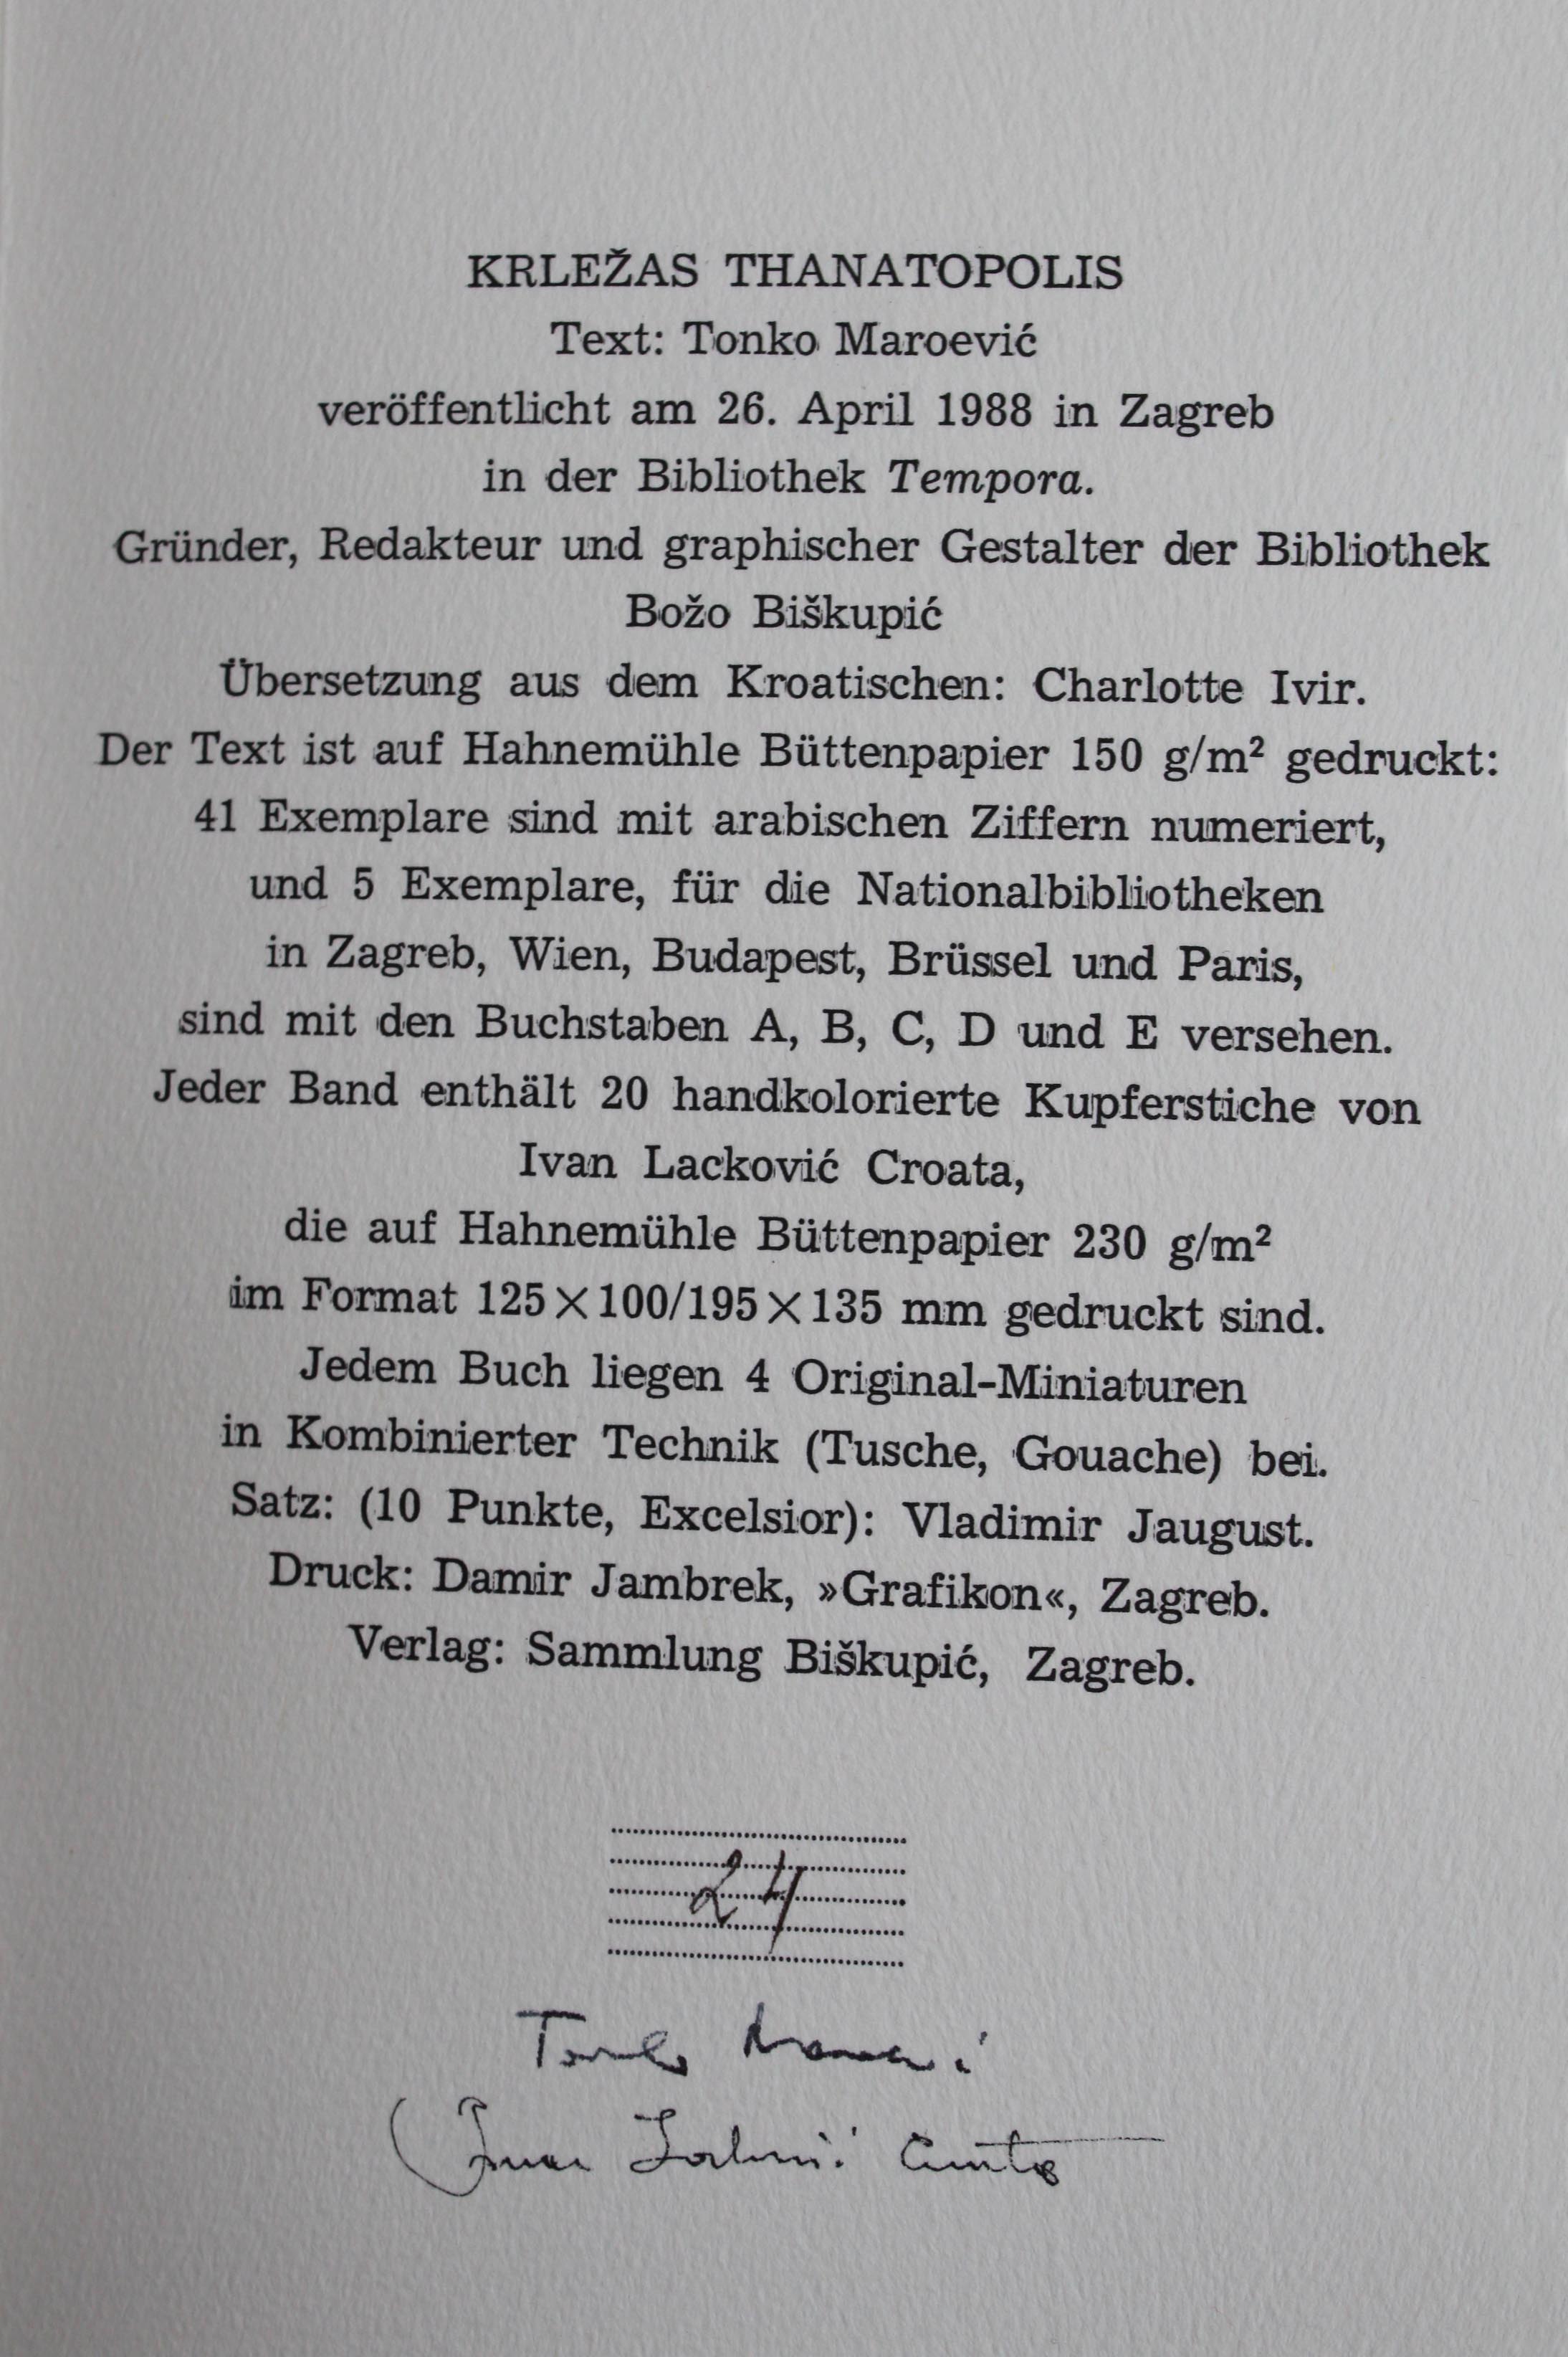 KRLEŽAS THANATOPOLIS
Text: Tonko Maroević
veröffentlicht am 26. April 1988 in Zagreb
in der Bibliothek Tempora.
Gründer, Redakteur und graphischer Gestalter der Bibliothek
Božo Biškupić
Übersetzung aus dem Kroatischen: Charlotte Ivir.
Der Text ist auf Hahnemühle Büttenpapier 150 g/m² gedruckt:
41 Exemplare sind mit arabischen Ziffern numeriert,
und 5 Exemplare, für die Nationalbibliotheken
in Zagreb, Wien, Budapest, Brüssel und Paris,
sind mit den Buchstaben A, B, C, D und E versehen.
Jeder Band enthält 20 handkolorierte Kupferstiche von
Ivan Lacković Croata,
die auf Hahnemühle Büttenpapier 230 g/m²
im Format 125×100/195×135 mm gedruckt sind.
Jedem Buch liegen 4 Original-Miniaturen
in Kombinierter Technik (Tusche, Gouache) bei.
Satz: (10 Punkte, Excelsior): Vladimir Jaugust.
Druck: Damir Jambrek, »Grafikon«, Zagreb.
Verlag: Sammlung Biškupić, Zagreb.
24